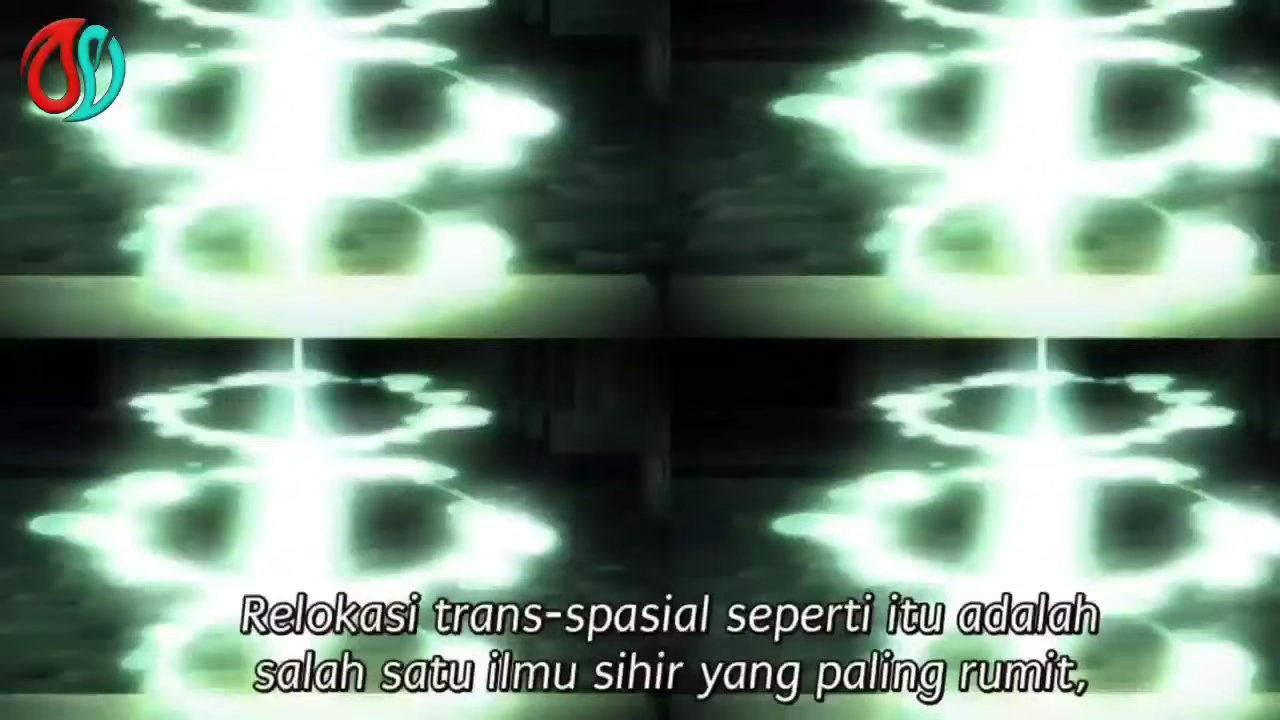 Relokasi trans-spasial seperti itu adalah
salah satu ilmu sihir yang paling rumit,